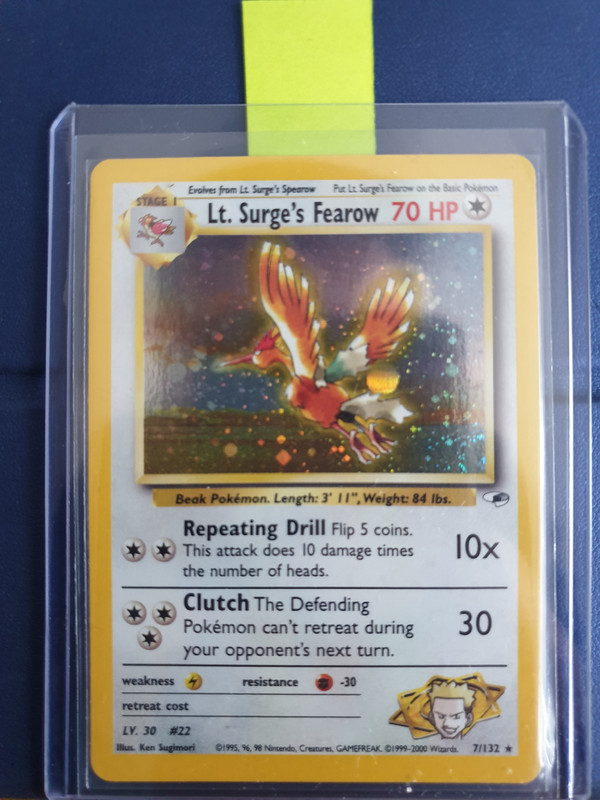 Evolves from Lt. Surge's Spearow Put Lt. Surge's Fearow on the Basic Pokémon
STAGE 1
Lt. Surge's Fearow 70 HP
Beak Pokémon. Length: 3' 11", Weight: 84 lbs.
Repeating Drill Flip 5 coins.
This attack does 10 damage times
the number of heads.
10x
Clutch The Defending
Pokémon can't retreat during
your opponent's next turn.
30
weakness resistance -30
retreat cost
LV. 30 #22
Illus. Ken Sugimori ©1995, 96, 98 Nintendo, Creatures, GAMEFREAK. ©1999-2000 Wizards. 7/132 ★